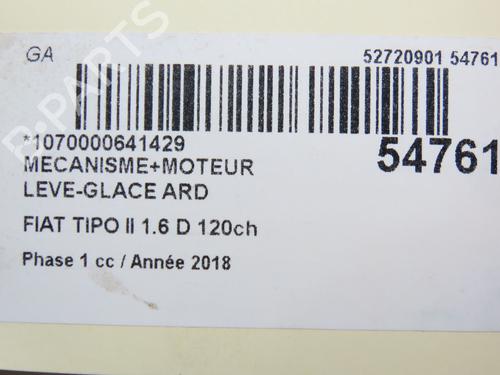 GA
52720901 54761
*1070000641429
54761
MECANISME+MOTEUR
LEVE-GLACE ARD
FIAT TIPO II 1.6 D 120ch
Phase 1 cc / Année 2018
B-PARTS